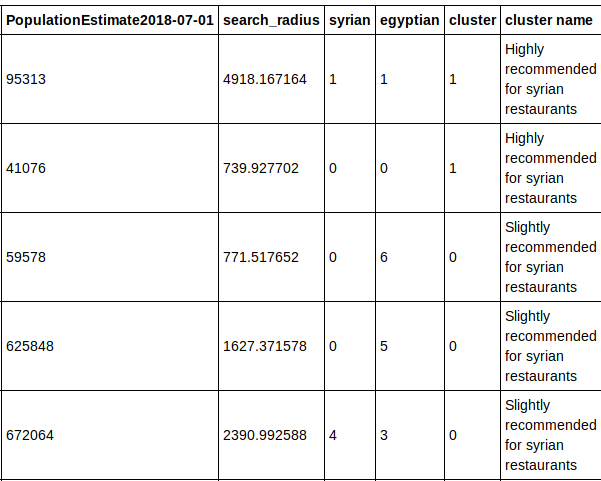 PopulationEstimate2018-07-01 search_radius syrian egyptian cluster cluster name
95313 4918.167164 1 1 1 Highly
recommended
for syrian
restaurants
41076 739.927702 0 0 1 Highly
recommended
for syrian
restaurants
59578 771.517652 0 6 0 Slightly
recommended
for syrian
restaurants
625848 1627.371578 0 5 0 Slightly
recommended
for syrian
restaurants
672064 2390.992588 4 3 0 Slightly
recommended
for syrian
restaurants